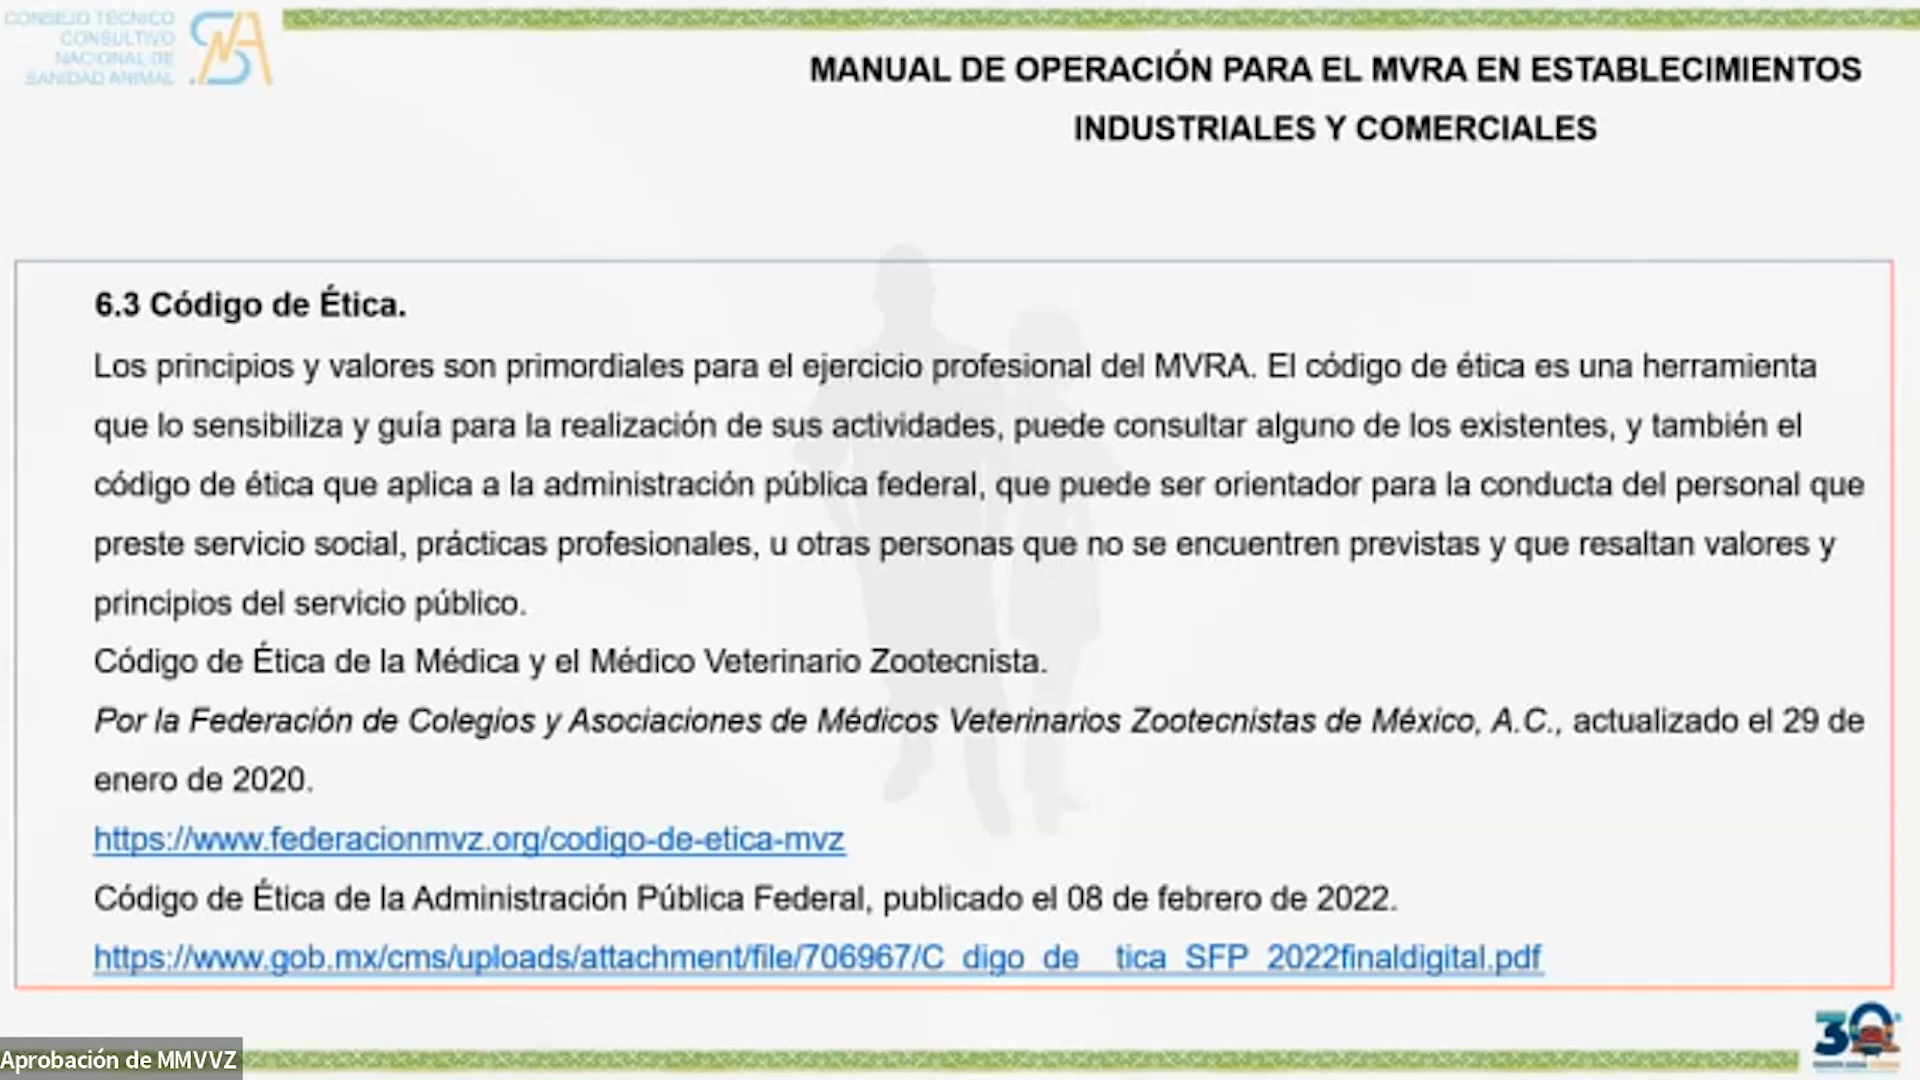 CONSEJO TÉCNICO
CONSULTIVO
NACIONAL DE
SANIDAD ANIMAL
MANUAL DE OPERACIÓN PARA EL MVRA EN ESTABLECIMIENTOS
INDUSTRIALES Y COMERCIALES
6.3 Código de Ética.
Los principios y valores son primordiales para el ejercicio profesional del MVRA. El código de ética es una herramienta
que lo sensibiliza y guía para la realización de sus actividades, puede consultar alguno de los existentes, y también el
código de ética que aplica a la administración pública federal, que puede ser orientador para la conducta del personal que
preste servicio social, prácticas profesionales, u otras personas que no se encuentren previstas y que resaltan valores y
principios del servicio público.
Código de Ética de la Médica y el Médico Veterinario Zootecnista.
Por la Federación de Colegios y Asociaciones de Médicos Veterinarios Zootecnistas de México, A.C., actualizado el 29 de
enero de 2020.
https://www.federacionmvz.org/codigo-de-etica-mvz
Código de Ética de la Administración Pública Federal, publicado el 08 de febrero de 2022.
https://www.gob.mx/cms/uploads/attachment/file/706967/C_digo_de__tica_SFP_2022finaldigital.pdf
30
Aprobación de MMVVZ